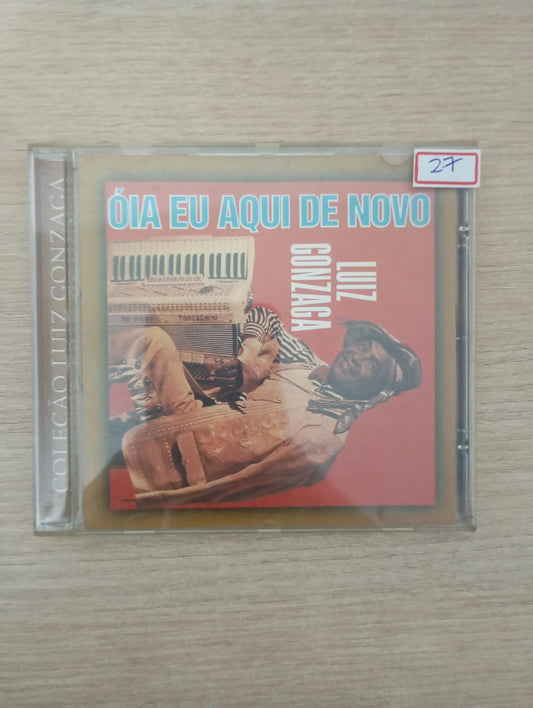 27
ÓIA EU AQUI DE NOVO
LUIZ
GONZAGA
COLEÇÃO LUIZ GONZAGA